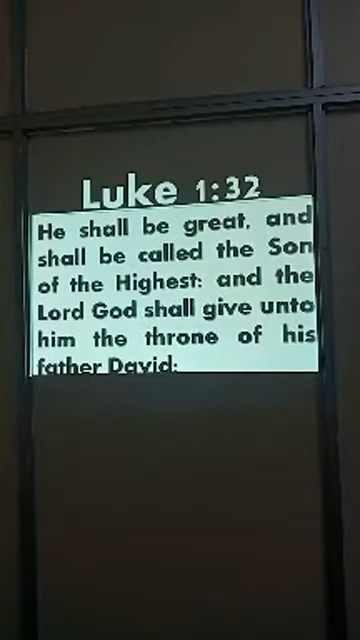 Luke 1:32
He shall be great, and
shall be called the Son
of the Highest: and the
Lord God shall give unto
him the throne of his
father David: